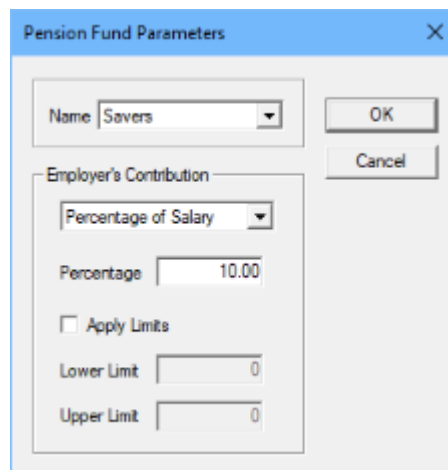 Pension Fund Parameters
Name Savers
OK
Cancel
Employer's Contribution
Percentage of Salary
Percentage 10.00
Apply Limits
Lower Limit 0
Upper Limit 0